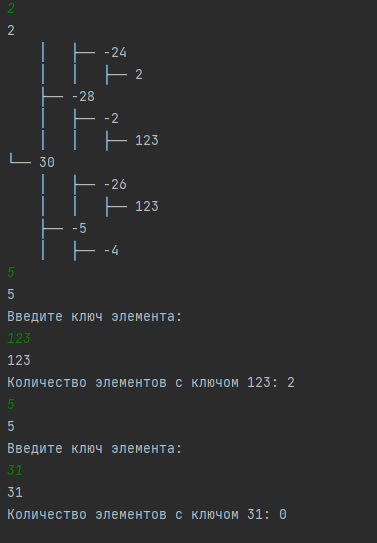 2
2
    │   ├── -24
    │   │   ├── 2
    ├── -28
    │   ├── -2
    │   │   ├── 123
└── 30
    │   ├── -26
    │   │   ├── 123
    ├── -5
    │   ├── -4
5
5
Введите ключ элемента:
123
123
Количество элементов с ключом 123: 2
5
5
Введите ключ элемента:
31
31
Количество элементов с ключом 31: 0